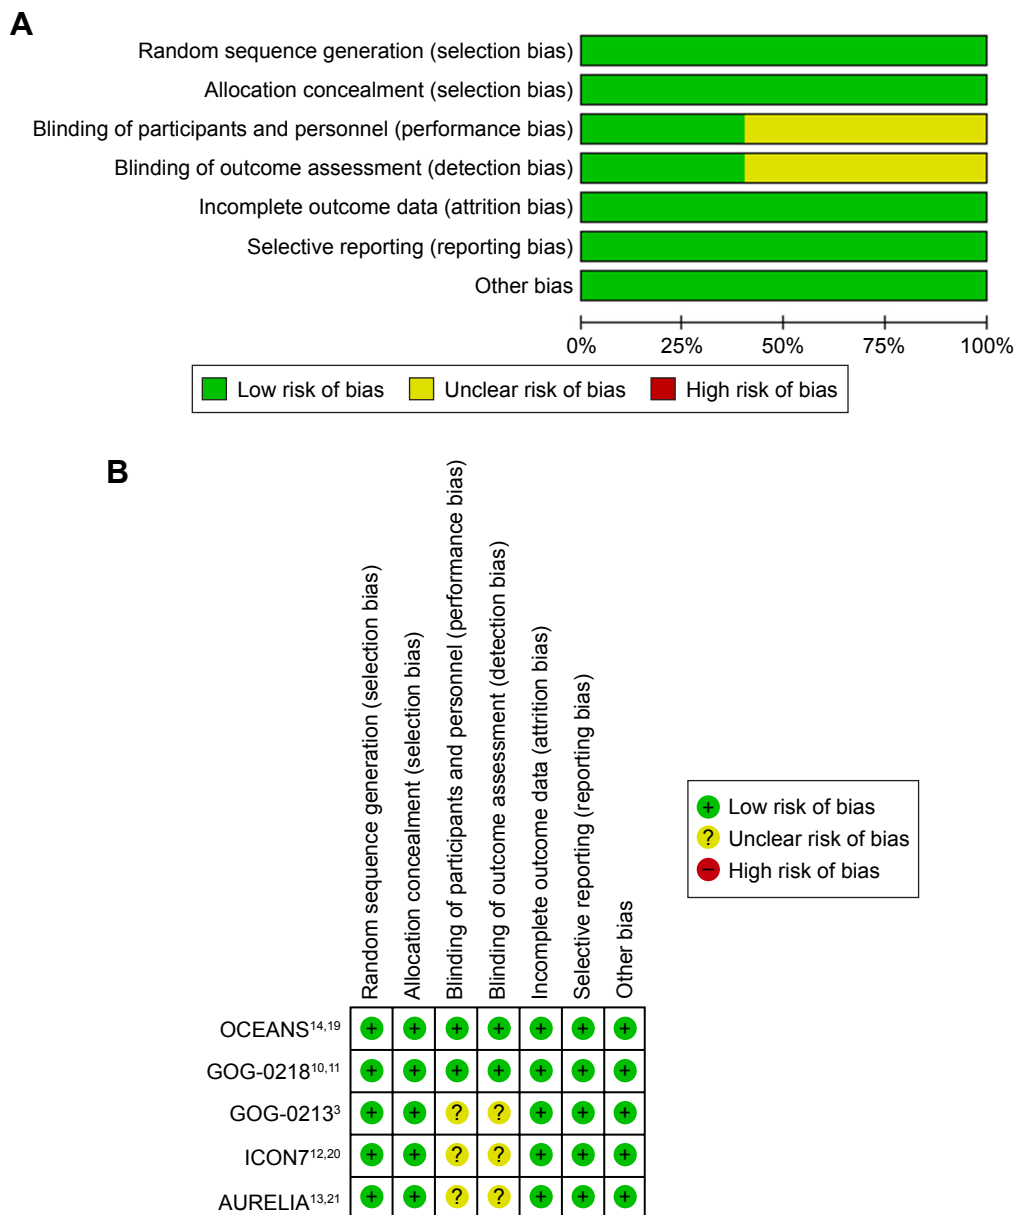 A
Random sequence generation (selection bias)
Allocation concealment (selection bias)
Blinding of participants and personnel (performance bias)
Blinding of outcome assessment (detection bias)
Incomplete outcome data (attrition bias)
Selective reporting (reporting bias)
Other bias
0% 25% 50% 75% 100%
Low risk of bias Unclear risk of bias High risk of bias
B
Random sequence generation (selection bias)
Allocation concealment (selection bias)
Blinding of participants and personnel (performance bias)
Blinding of outcome assessment (detection bias)
Incomplete outcome data (attrition bias)
Selective reporting (reporting bias)
Other bias
+ Low risk of bias
? Unclear risk of bias
− High risk of bias
OCEANS14,19 + + + + + + +
GOG-021810,11 + + + + + + +
GOG-02133 + + ? ? + + +
ICON712,20 + + ? ? + + +
AURELIA13,21 + + ? ? + + +